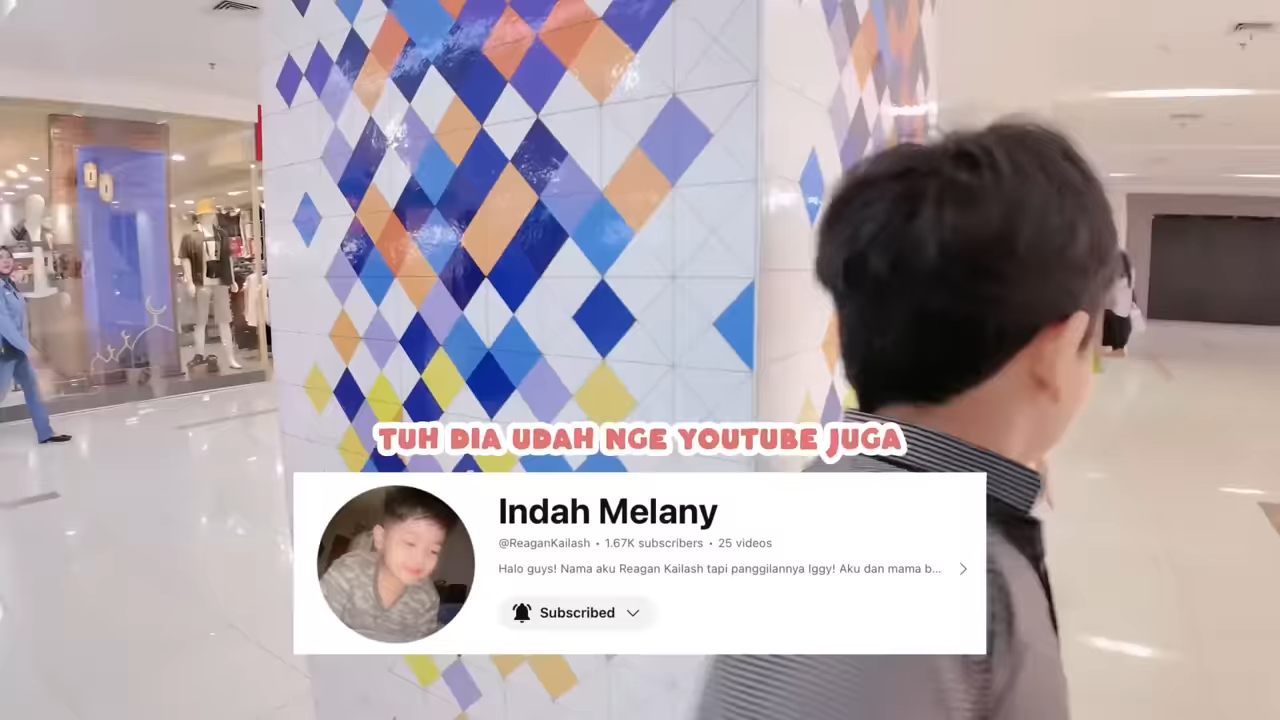 TUH DIA UDAH NGE YOUTUBE JUGA
Indah Melany
@ReaganKailash • 1.67K subscribers • 25 videos
Halo guys! Nama aku Reagan Kailash tapi panggilannya Iggy! Aku dan mama b...
Subscribed